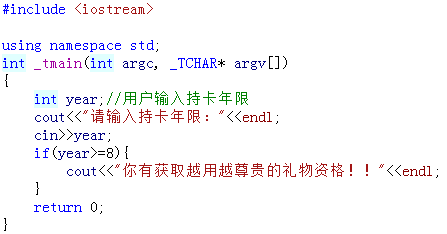 #include <iostream>
using namespace std;
int _tmain(int argc, _TCHAR* argv[])
{
int year;//用户输入持卡年限
cout<<"请输入持卡年限："<<endl;
cin>>year;
if(year>=8){
cout<<"你有获取越用越尊贵的礼物资格！！"<<endl;
}
return 0;
}